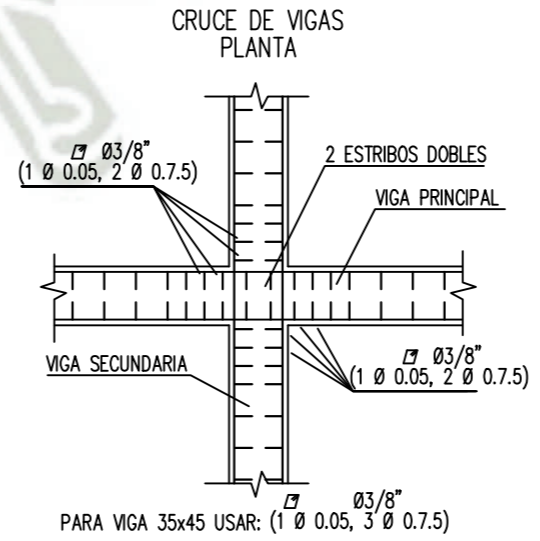 CRUCE DE VIGAS
PLANTA
Ø3/8"
(1 Ø 0.05, 2 Ø 0.7.5)
2 ESTRIBOS DOBLES
VIGA PRINCIPAL
VIGA SECUNDARIA
Ø3/8"
(1 Ø 0.05, 2 Ø 0.7.5)
Ø3/8"
PARA VIGA 35x45 USAR: (1 Ø 0.05, 3 Ø 0.7.5)